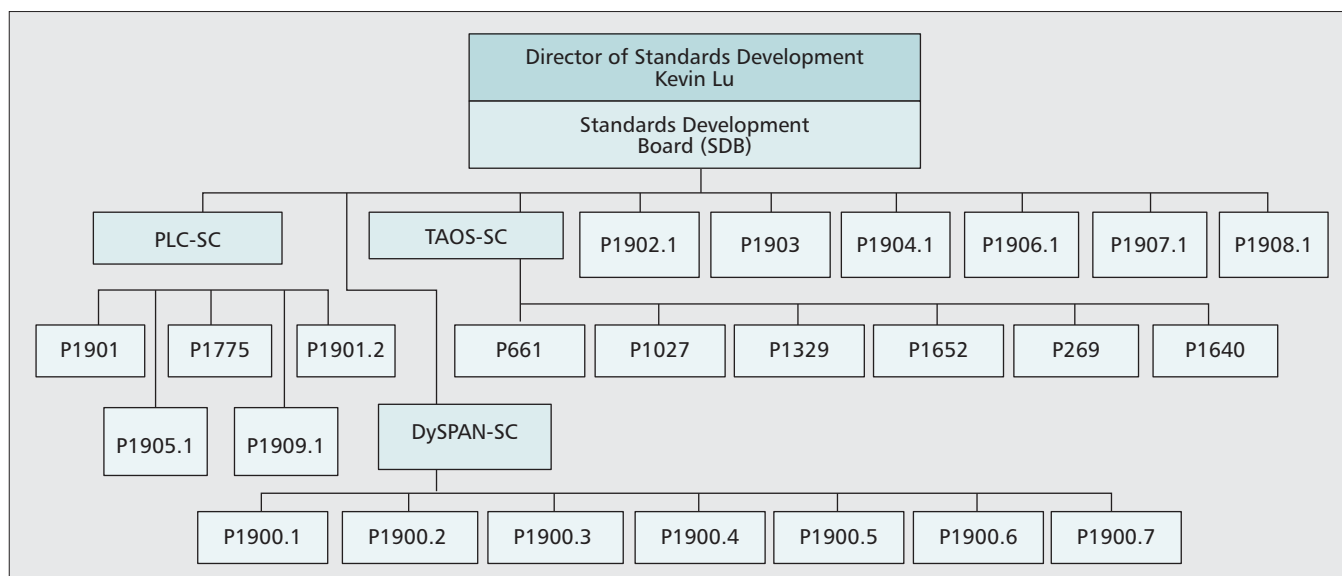 Director of Standards Development
Kevin Lu
Standards Development
Board (SDB)
PLC-SC
TAOS-SC
P1902.1
P1903
P1904.1
P1906.1
P1907.1
P1908.1
P1901
P1775
P1901.2
P661
P1027
P1329
P1652
P269
P1640
P1905.1
P1909.1
DySPAN-SC
P1900.1
P1900.2
P1900.3
P1900.4
P1900.5
P1900.6
P1900.7